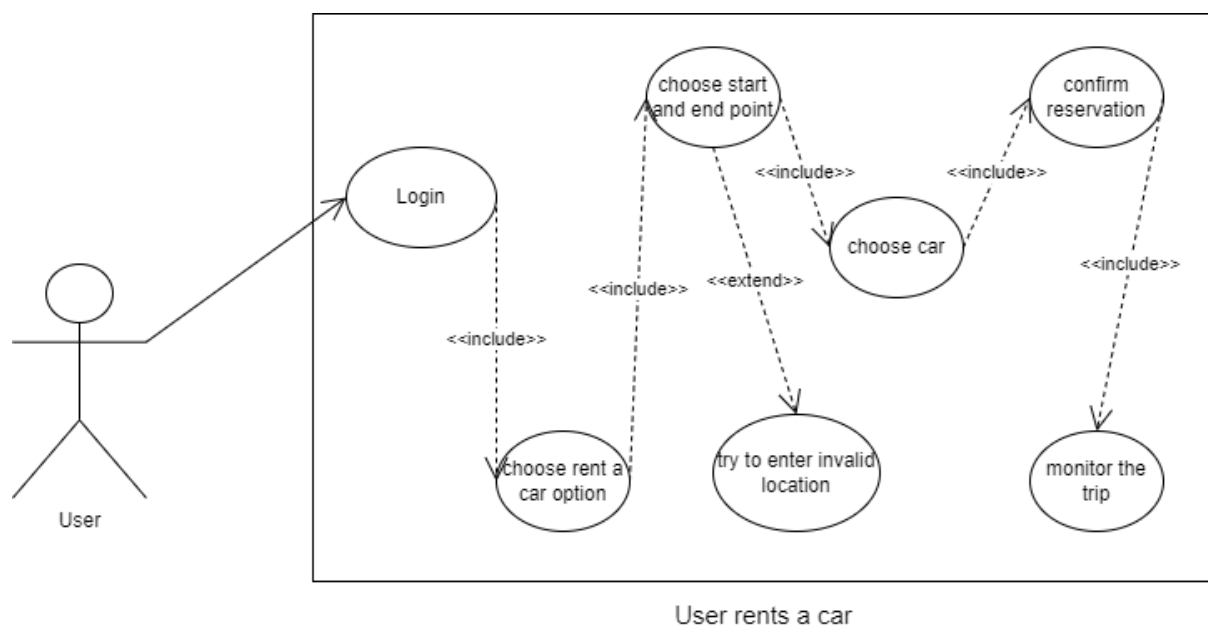 choose start
and end point
confirm
reservation
<<include>>
<<include>>
Login
choose car
<<include>>
<<extend>>
<<include>>
<<include>>
choose rent a
car option
try to enter invalid
location
monitor the
trip
User
User rents a car